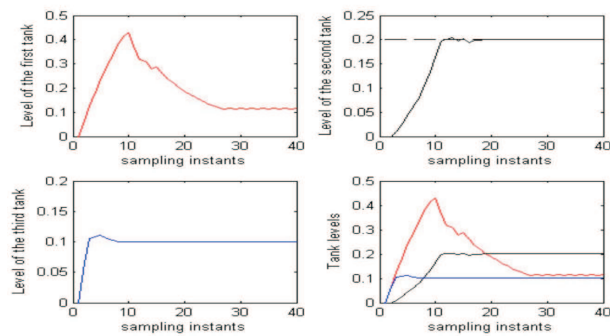 Level of the first tank
0.5
0.4
0.3
0.2
0.1
0
0 10 20 30 40
sampling instants
Level of the second tank
0.25
0.2
0.15
0.1
0.05
0
0 10 20 30 40
sampling instants
Level of the third tank
0.2
0.15
0.1
0.05
0
0 10 20 30 40
sampling instants
Tank levels
0.5
0.4
0.3
0.2
0.1
0
0 10 20 30 40
sampling instants